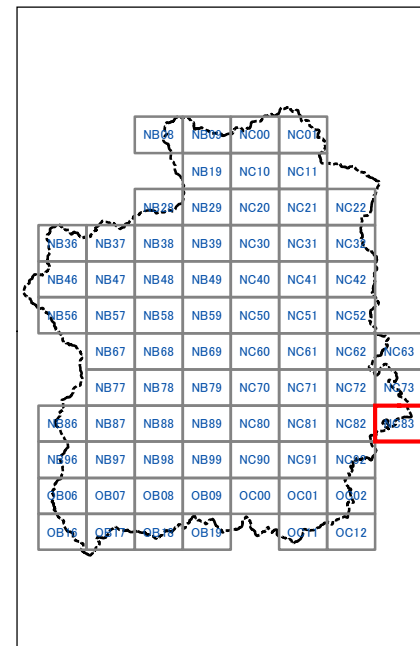 NB08 NB09 NC00 NC01
NB19 NC10 NC11
NB28 NB29 NC20 NC21 NC22
NB36 NB37 NB38 NB39 NC30 NC31 NC32
NB46 NB47 NB48 NB49 NC40 NC41 NC42
NB56 NB57 NB58 NB59 NC50 NC51 NC52
NB67 NB68 NB69 NC60 NC61 NC62 NC63
NB77 NB78 NB79 NC70 NC71 NC72 NC73
NB86 NB87 NB88 NB89 NC80 NC81 NC82 NC83
NB96 NB97 NB98 NB99 NC90 NC91 NC92
OB06 OB07 OB08 OB09 OC00 OC01 OC02
OB16 OB17 OB18 OB19 OC11 OC12